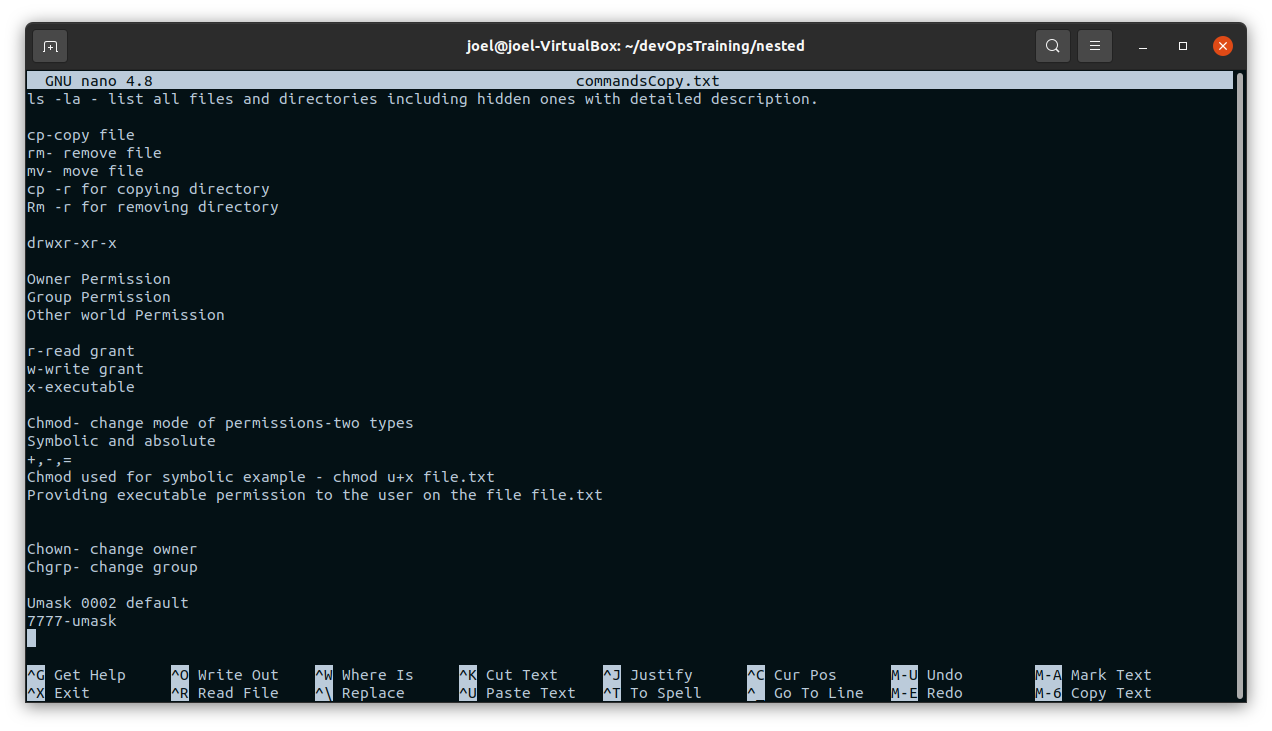 joel@joel-VirtualBox: ~/devOpsTraining/nested
GNU nano 4.8 commandsCopy.txt
ls -la - list all files and directories including hidden ones with detailed description.
cp-copy file
rm- remove file
mv- move file
cp -r for copying directory
Rm -r for removing directory
drwxr-xr-x
Owner Permission
Group Permission
Other world Permission
r-read grant
w-write grant
x-executable
Chmod- change mode of permissions-two types
Symbolic and absolute
+,-,=
Chmod used for symbolic example - chmod u+x file.txt
Providing executable permission to the user on the file file.txt
Chown- change owner
Chgrp- change group
Umask 0002 default
7777-umask
^G Get Help ^O Write Out ^W Where Is ^K Cut Text ^J Justify ^C Cur Pos M-U Undo M-A Mark Text
^X Exit ^R Read File ^\ Replace ^U Paste Text ^T To Spell ^_ Go To Line M-E Redo M-6 Copy Text